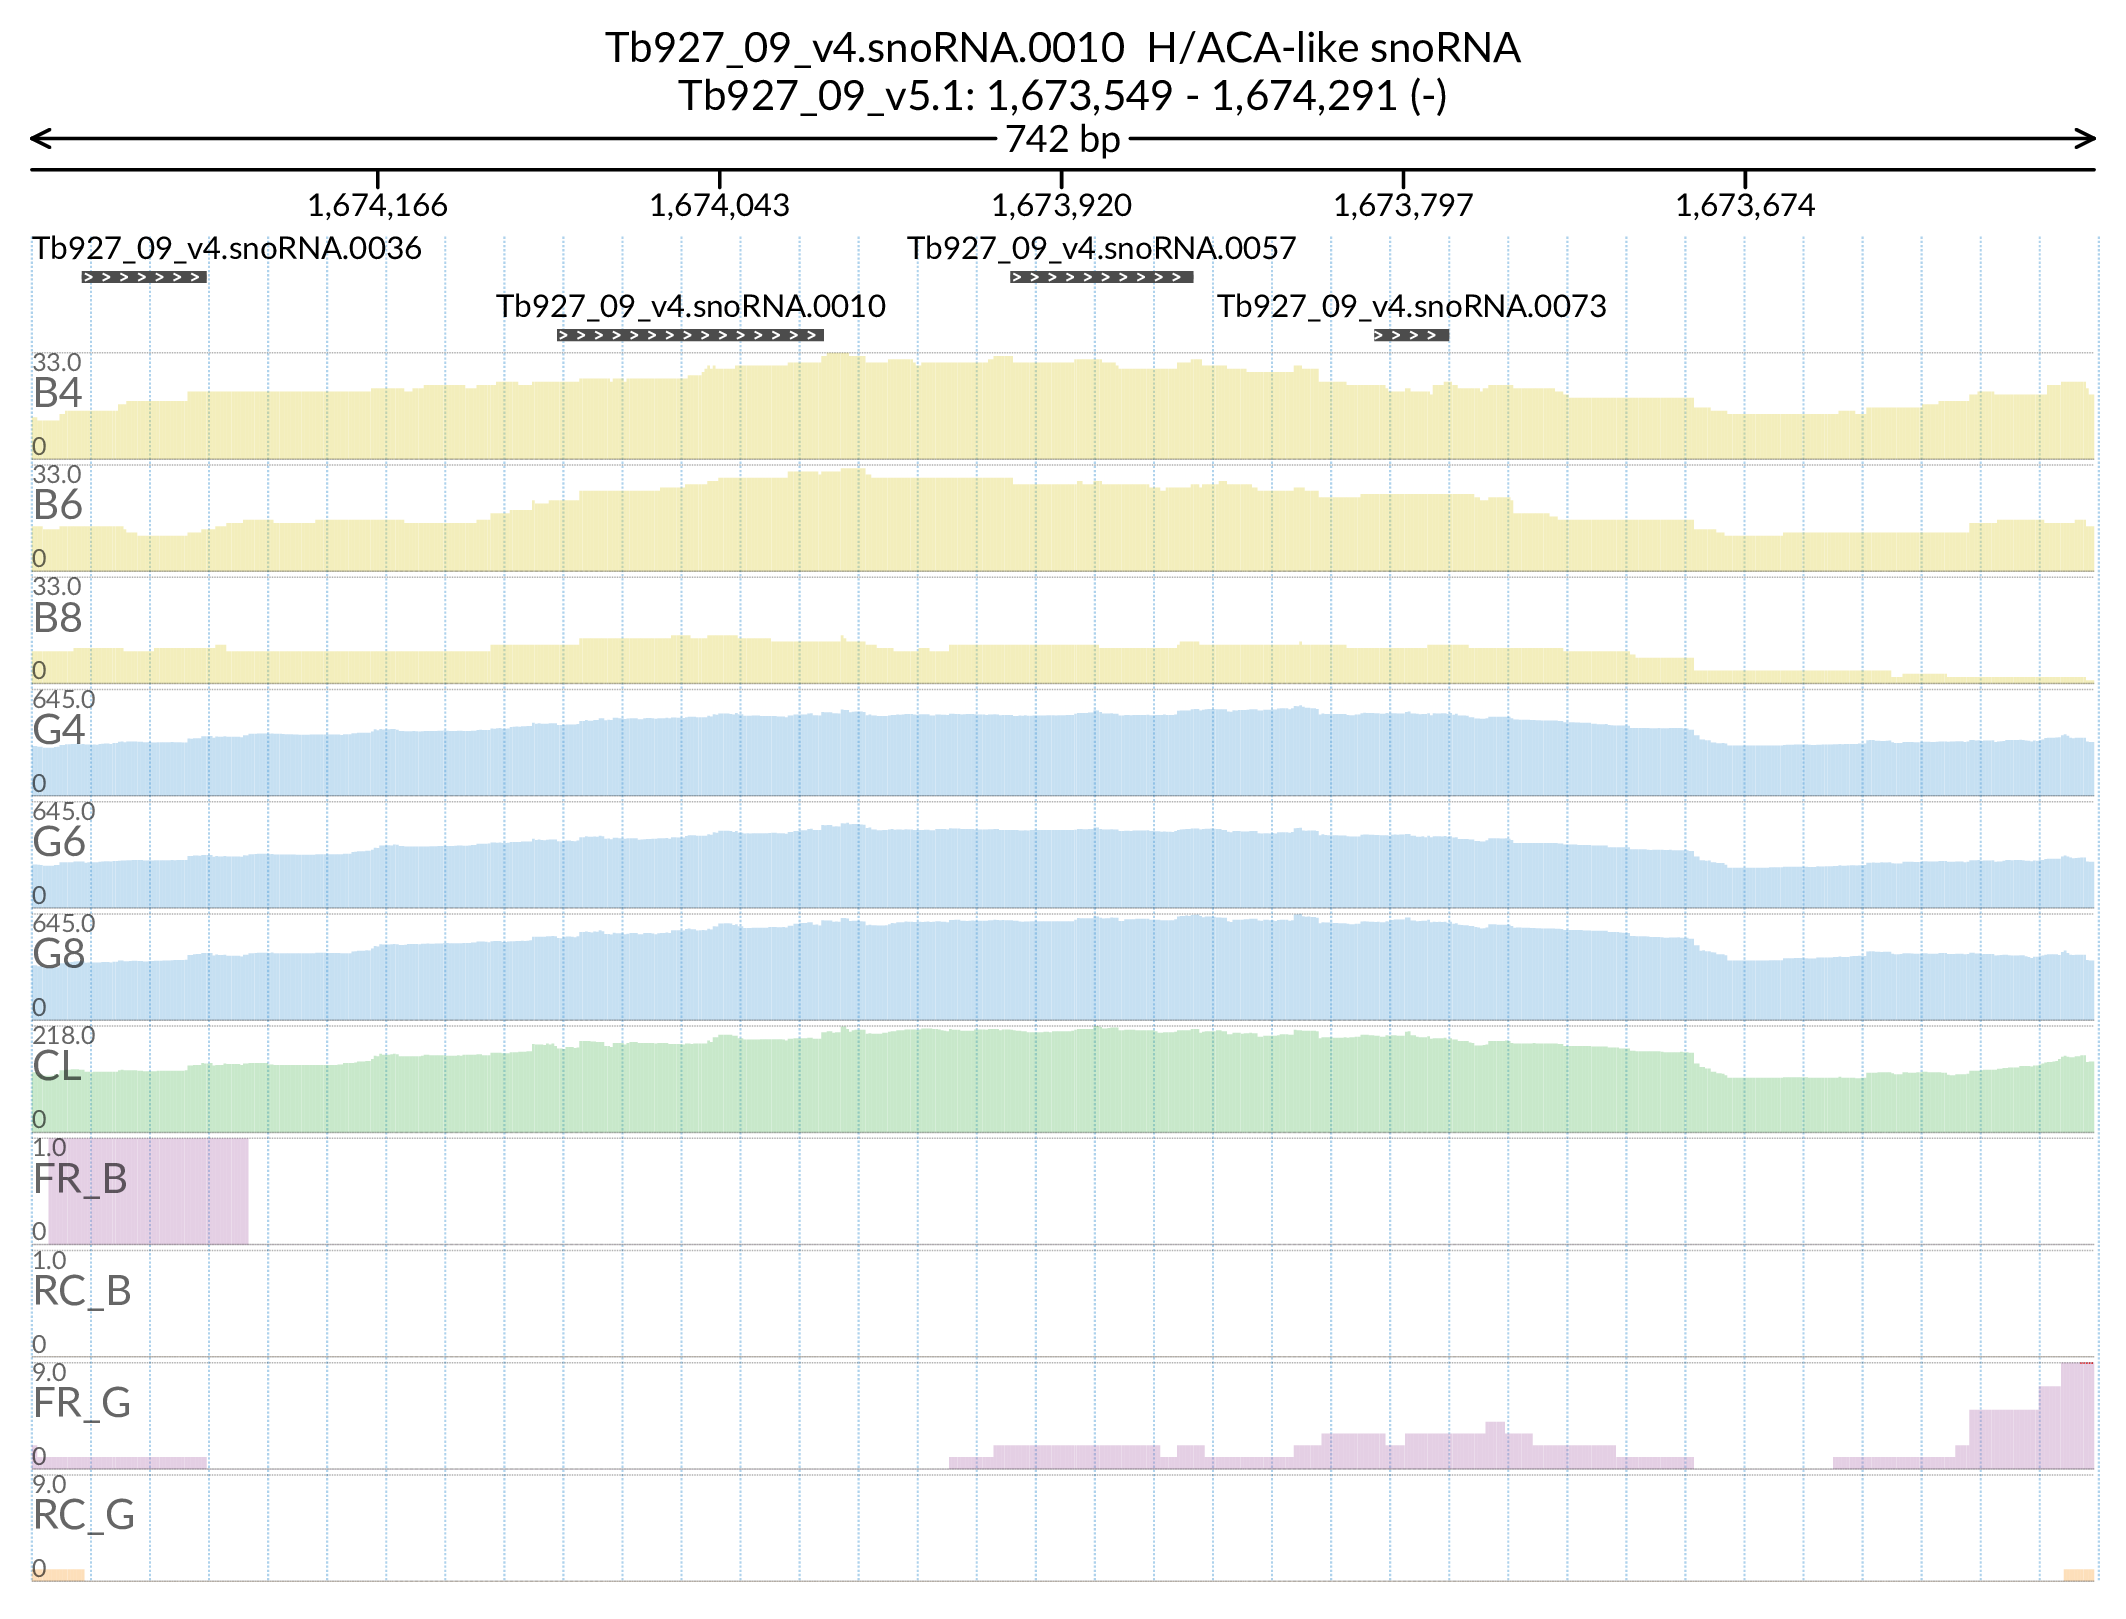 Tb927_09_v4.snoRNA.0010  H/ACA-like snoRNA
Tb927_09_v5.1: 1,673,549 - 1,674,291 (-)
742 bp
1,674,166 1,674,043 1,673,920 1,673,797 1,673,674
Tb927_09_v4.snoRNA.0036 Tb927_09_v4.snoRNA.0057
Tb927_09_v4.snoRNA.0010 Tb927_09_v4.snoRNA.0073
33.0
B4
0
33.0
B6
0
33.0
B8
0
645.0
G4
0
645.0
G6
0
645.0
G8
0
218.0
CL
0
1.0
FR_B
0
1.0
RC_B
0
9.0
FR_G
0
9.0
RC_G
0